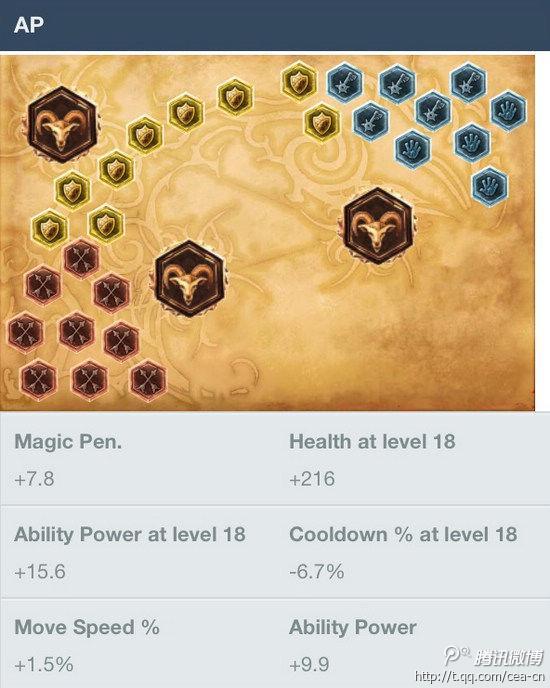 AP
Magic Pen.
Health at level 18
+7.8
+216
Ability Power at level 18
Cooldown % at level 18
+15.6
-6.7%
Move Speed %
Ability Power
+1.5%
+9.9
腾讯微博
http://t.qq.com/cea-cn